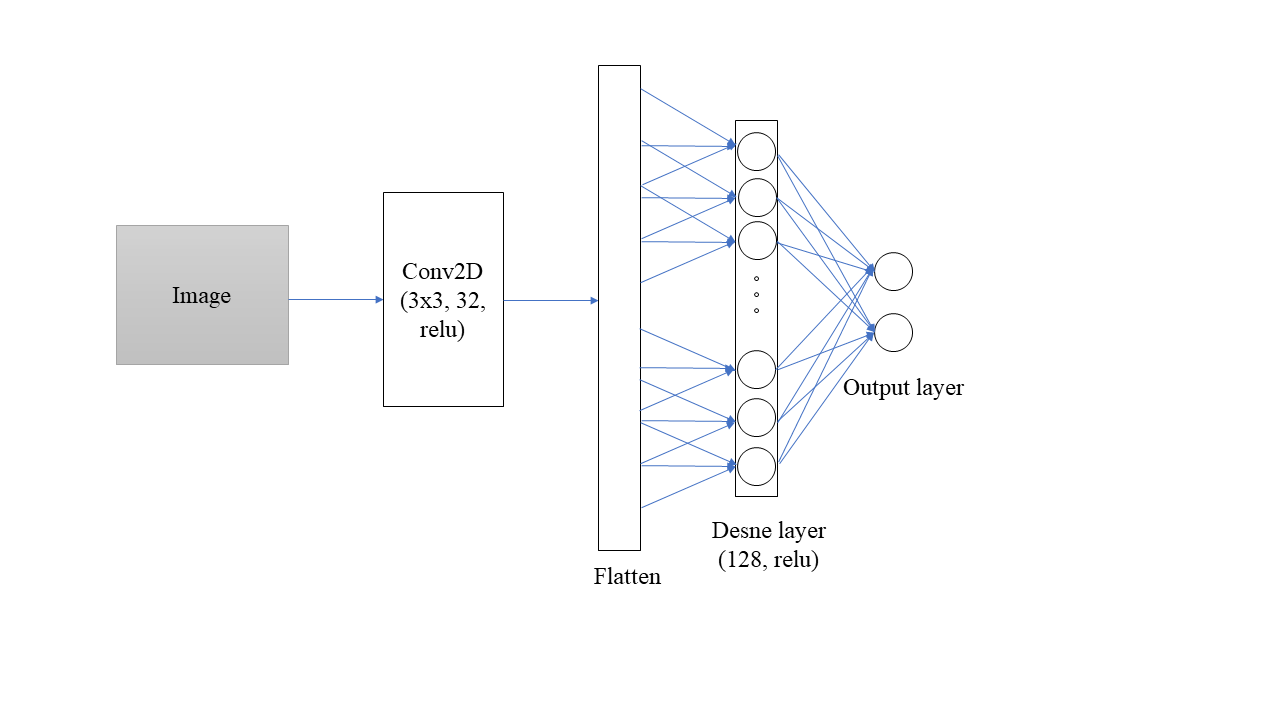 Image
Conv2D
(3x3, 32,
relu)
Flatten
Desne layer
(128, relu)
Output layer